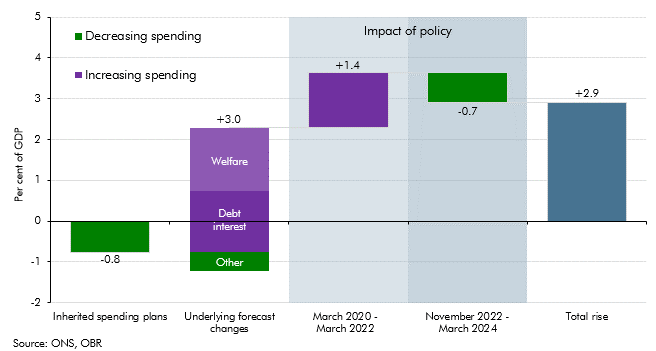 5
4
3
2
1
0
-1
-2
Per cent of GDP
Decreasing spending
Increasing spending
Impact of policy
-0.8
+3.0
Welfare
Debt
interest
Other
+1.4
-0.7
+2.9
Inherited spending plans
Underlying forecast
changes
March 2020 -
March 2022
November 2022 -
March 2024
Total rise
Source: ONS, OBR